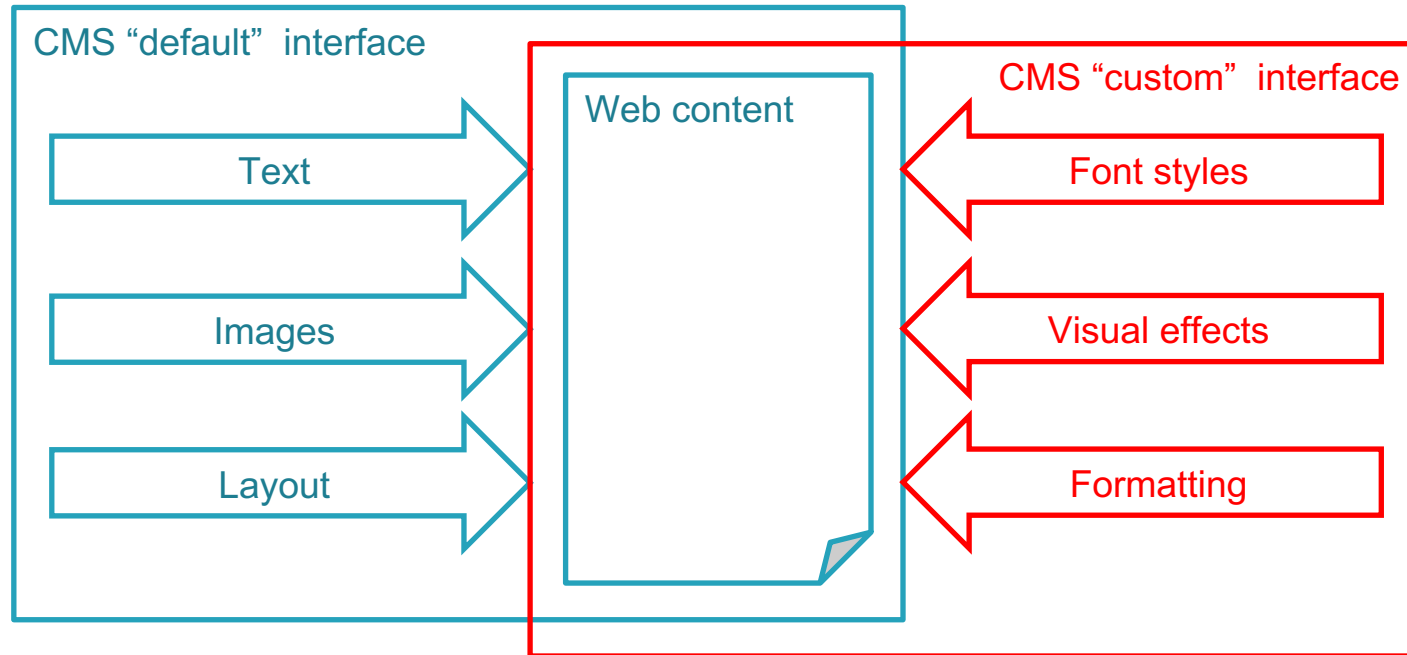 CMS “default”  interface
CMS “custom”  interface
Web content
Text
Font styles
Images
Visual effects
Layout
Formatting